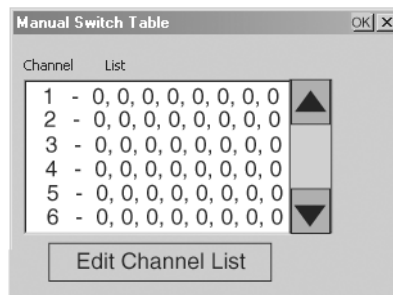 Manual Switch Table OK X
Channel List
1 - 0, 0, 0, 0, 0, 0, 0, 0
2 - 0, 0, 0, 0, 0, 0, 0, 0
3 - 0, 0, 0, 0, 0, 0, 0, 0
4 - 0, 0, 0, 0, 0, 0, 0, 0
5 - 0, 0, 0, 0, 0, 0, 0, 0
6 - 0, 0, 0, 0, 0, 0, 0, 0
Edit Channel List